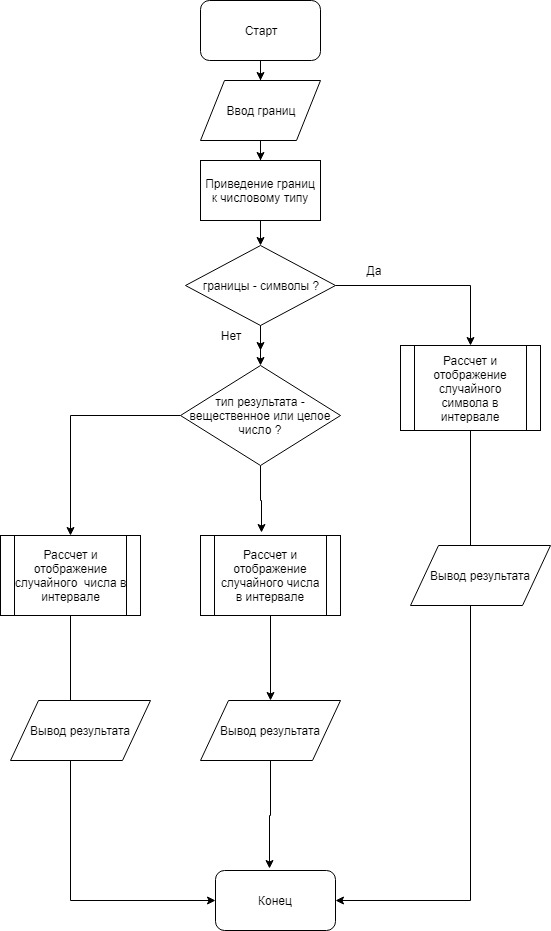 Старт
Ввод границ
Приведение границ
к числовому типу
границы - символы ?
Да
Нет
Рассчет и
отображение
случайного
символа в
интервале
тип результата -
вещественное или целое
число ?
Рассчет и
отображение
случайного  числа в
интервале
Рассчет и
отображение
случайного числа
в интервале
Вывод результата
Вывод результата
Вывод результата
Конец